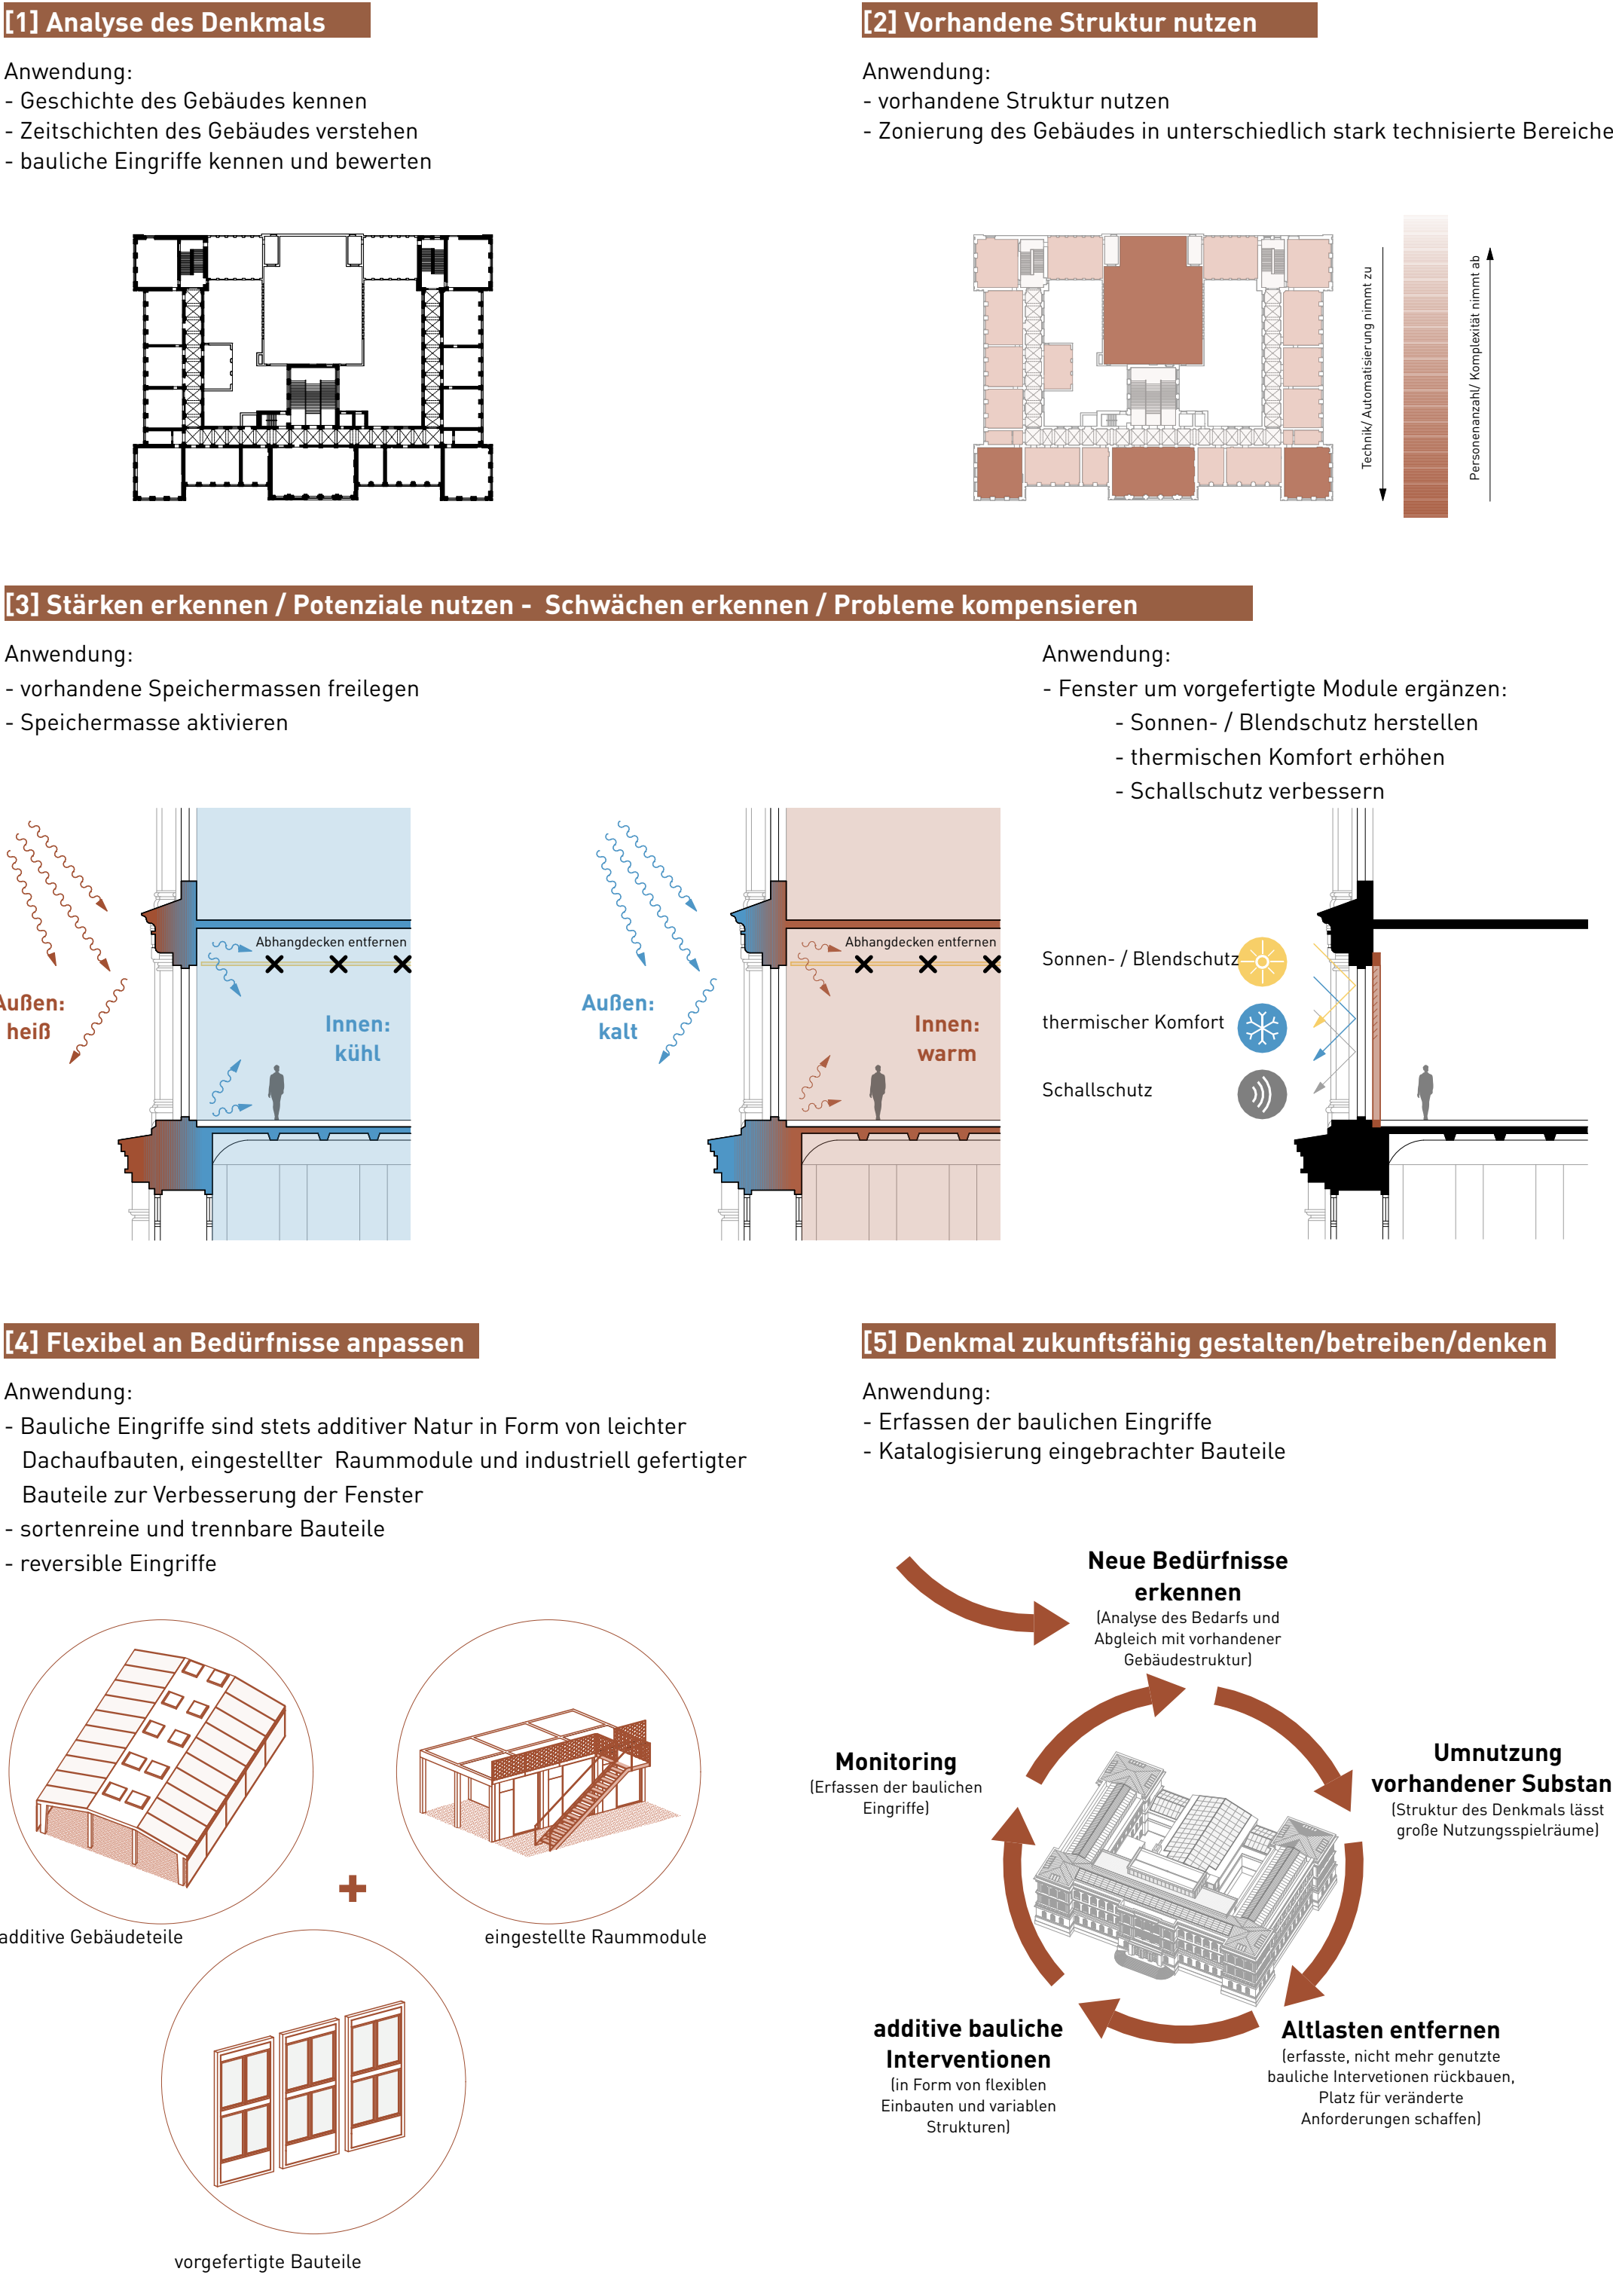 [1] Analyse des Denkmals
Anwendung:
- Geschichte des Gebäudes kennen
- Zeitschichten des Gebäudes verstehen
- bauliche Eingriffe kennen und bewerten
[2] Vorhandene Struktur nutzen
Anwendung:
- vorhandene Struktur nutzen
- Zonierung des Gebäudes in unterschiedlich stark technisierte Bereiche
Technik/ Automatisierung nimmt zu
Personenanzahl/ Komplexität nimmt ab
[3] Stärken erkennen / Potenziale nutzen - Schwächen erkennen / Probleme kompensieren
Anwendung:
- vorhandene Speichermassen freilegen
- Speichermasse aktivieren
Anwendung:
- Fenster um vorgefertigte Module ergänzen:
- Sonnen- / Blendschutz herstellen
- thermischen Komfort erhöhen
- Schallschutz verbessern
Abhangdecken entfernen
Außen:
heiß
Innen:
kühl
Abhangdecken entfernen
Außen:
kalt
Innen:
warm
Sonnen- / Blendschutz
thermischer Komfort
Schallschutz
[4] Flexibel an Bedürfnisse anpassen
Anwendung:
- Bauliche Eingriffe sind stets additiver Natur in Form von leichter
Dachaufbauten, eingestellter Raummodule und industriell gefertigter
Bauteile zur Verbesserung der Fenster
- sortenreine und trennbare Bauteile
- reversible Eingriffe
additive Gebäudeteile
eingestellte Raummodule
vorgefertigte Bauteile
[5] Denkmal zukunftsfähig gestalten/betreiben/denken
Anwendung:
- Erfassen der baulichen Eingriffe
- Katalogisierung eingebrachter Bauteile
Neue Bedürfnisse
erkennen
(Analyse des Bedarfs und
Abgleich mit vorhandener
Gebäudestruktur)
Umnutzung
vorhandener Substan
(Struktur des Denkmals lässt
große Nutzungsspielräume)
Altlasten entfernen
(erfasste, nicht mehr genutzte
bauliche Intervetionen rückbauen,
Platz für veränderte
Anforderungen schaffen)
additive bauliche
Interventionen
(in Form von flexiblen
Einbauten und variablen
Strukturen)
Monitoring
(Erfassen der baulichen
Eingriffe)